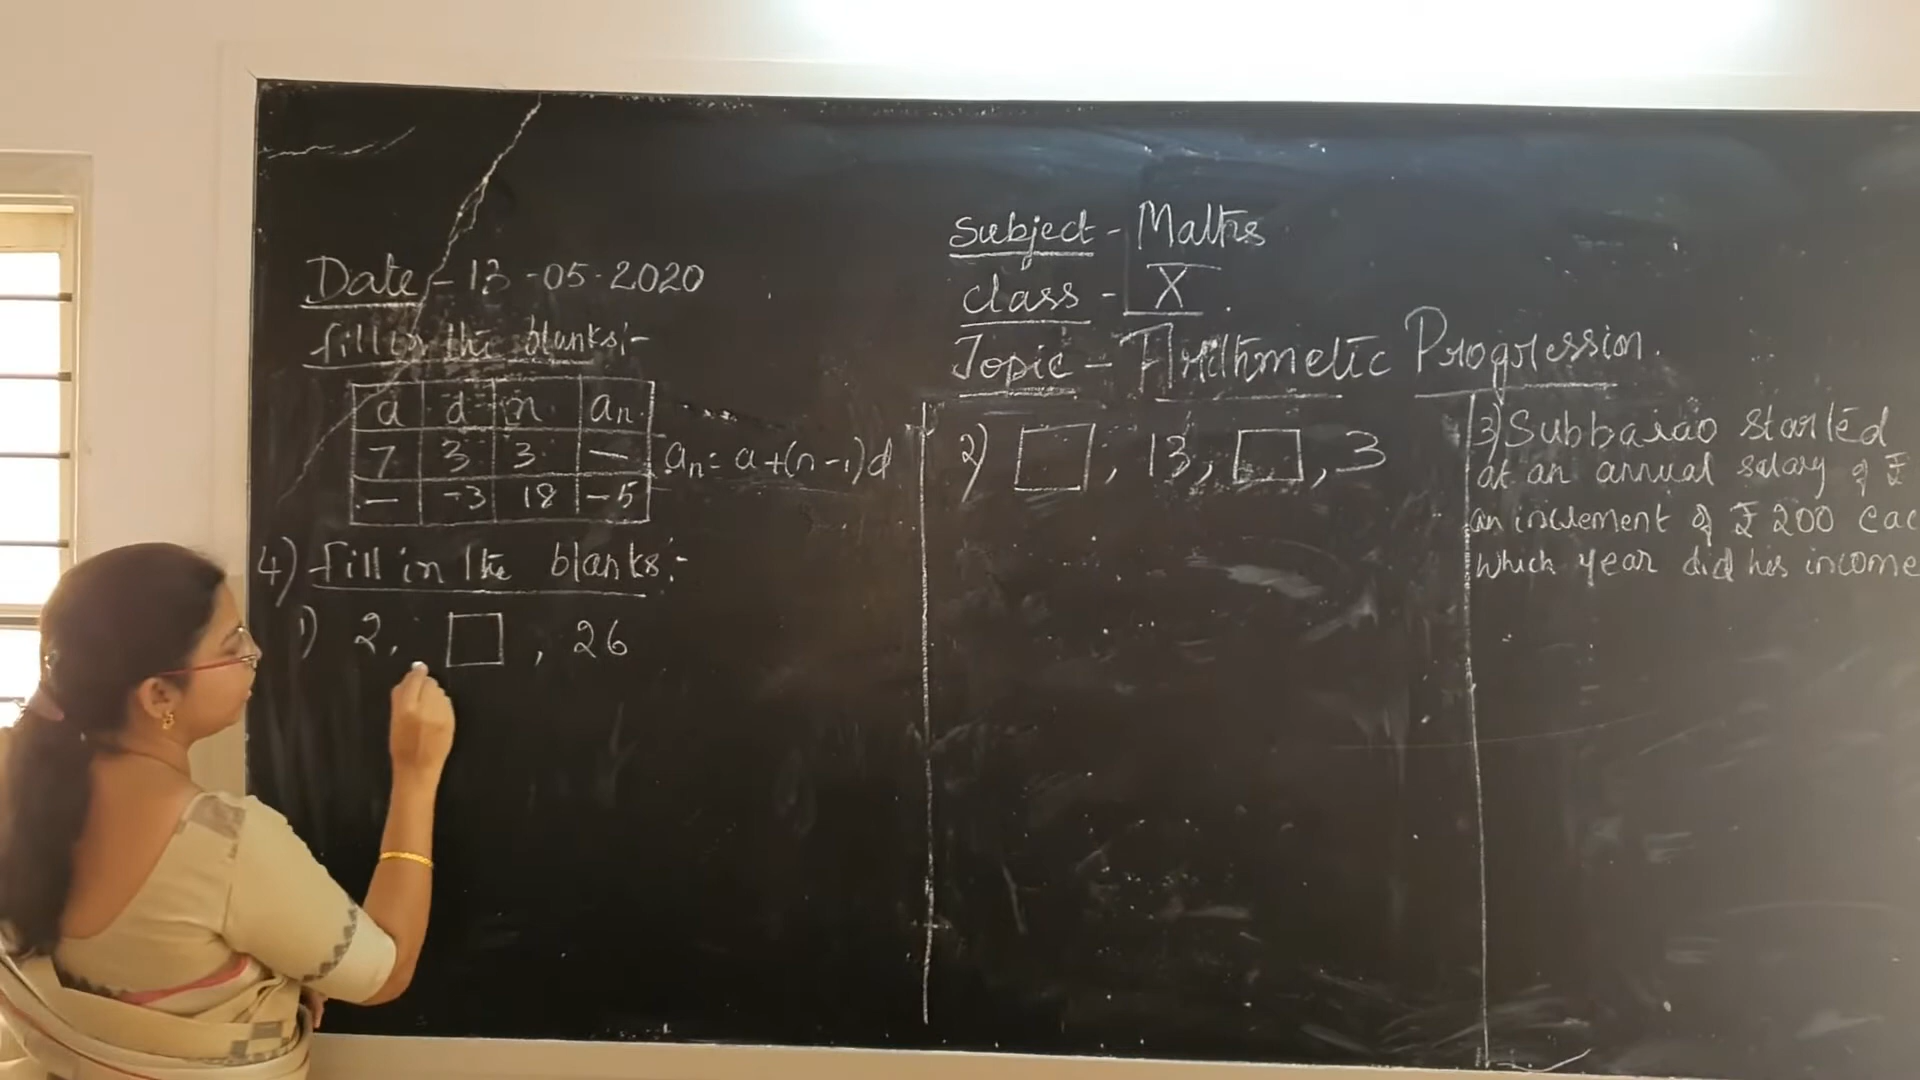 Date - 13-05-2020
Fill in the blanks:-
a d n an
7 3 3 —
— -3 18 -5
an = a+(n-1)d
4) Fill in the blanks:-
1) 2, □, 26
Subject - Maths
Class - X
Topic - Arithmetic Progression.
2) □, 13, □, 3
3) Subbarao started
at an annual salary of ₹
an increment of ₹ 200 eac
which year did his income